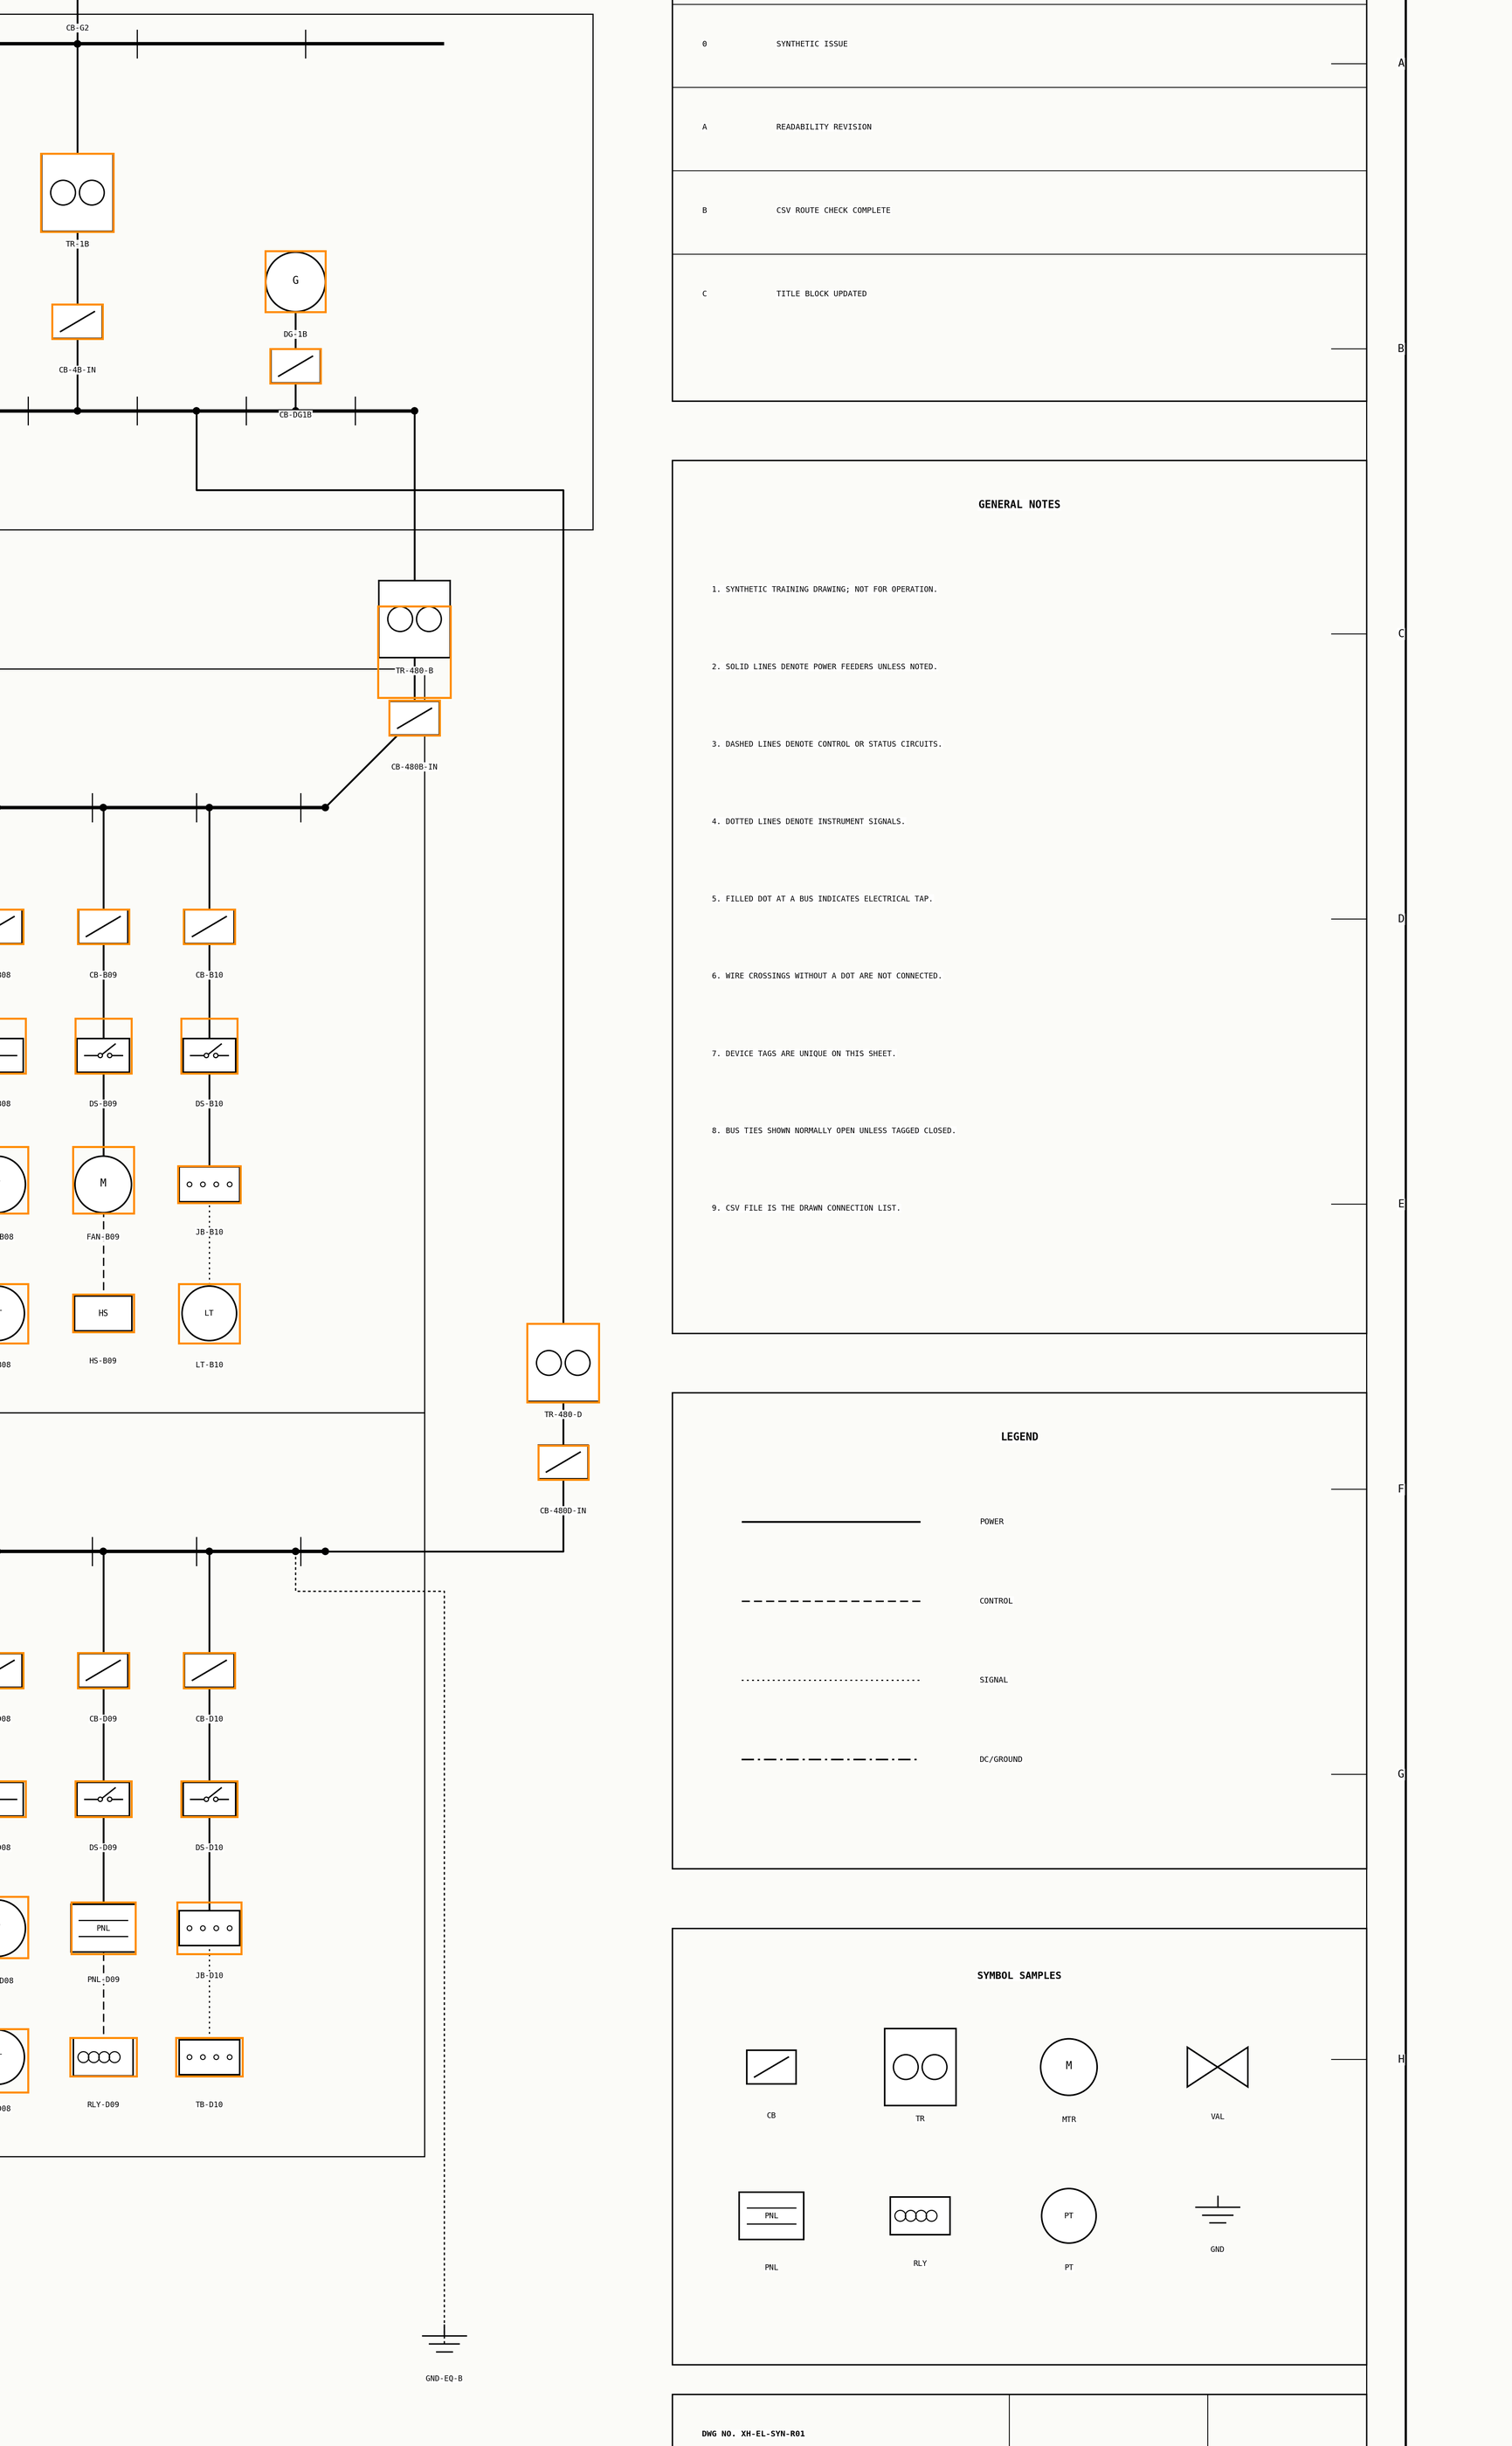 CB-G2
TR-1B
CB-4B-IN
G
DG-1B
CB-DG1B
TR-480-B
CB-480B-IN
B08
CB-B09
CB-B10
B08
DS-B09
DS-B10
M
B08
FAN-B09
JB-B10
HS
LT
B08
HS-B09
LT-B10
TR-480-D
CB-480D-IN
D08
CB-D09
CB-D10
D08
DS-D09
DS-D10
PNL
D08
PNL-D09
JB-D10
D08
RLY-D09
TB-D10
GND-EQ-B
0 SYNTHETIC ISSUE
A READABILITY REVISION
B CSV ROUTE CHECK COMPLETE
C TITLE BLOCK UPDATED
GENERAL NOTES
1. SYNTHETIC TRAINING DRAWING; NOT FOR OPERATION.
2. SOLID LINES DENOTE POWER FEEDERS UNLESS NOTED.
3. DASHED LINES DENOTE CONTROL OR STATUS CIRCUITS.
4. DOTTED LINES DENOTE INSTRUMENT SIGNALS.
5. FILLED DOT AT A BUS INDICATES ELECTRICAL TAP.
6. WIRE CROSSINGS WITHOUT A DOT ARE NOT CONNECTED.
7. DEVICE TAGS ARE UNIQUE ON THIS SHEET.
8. BUS TIES SHOWN NORMALLY OPEN UNLESS TAGGED CLOSED.
9. CSV FILE IS THE DRAWN CONNECTION LIST.
LEGEND
POWER
CONTROL
SIGNAL
DC/GROUND
SYMBOL SAMPLES
M
CB
TR
MTR
VAL
PNL
PT
PNL
RLY
PT
GND
DWG NO. XH-EL-SYN-R01
A
B
C
D
E
F
G
H